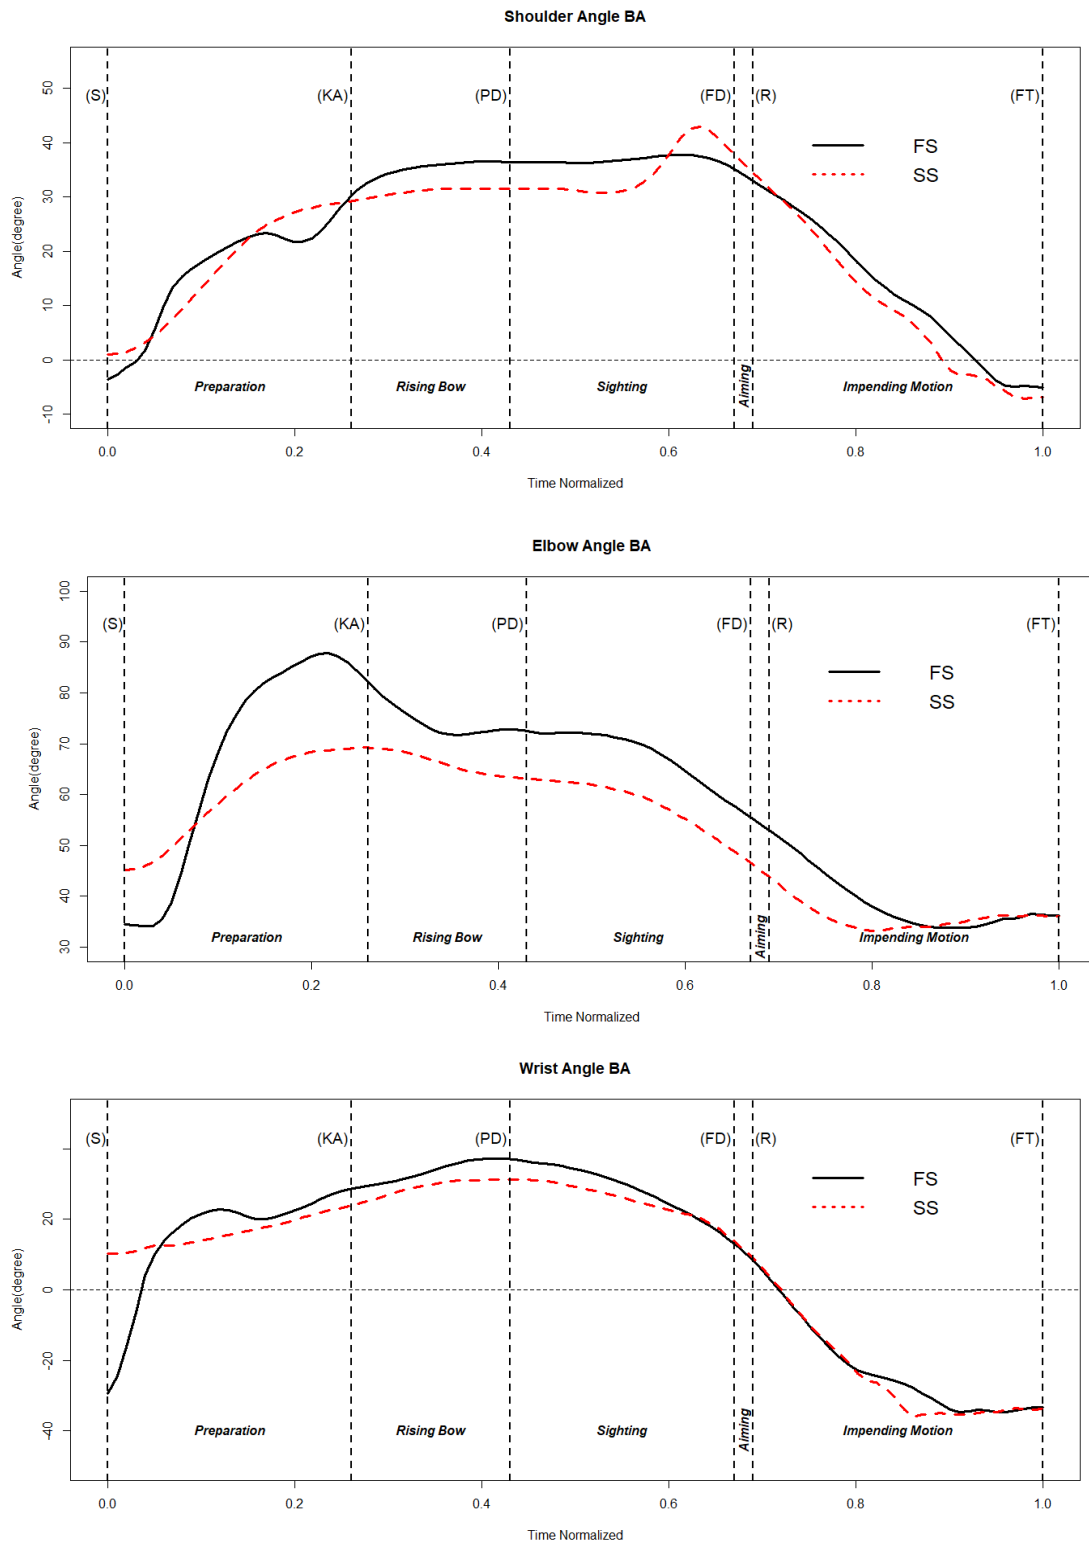 Shoulder Angle BA
50
40
30
20
10
0
-10
Angle(degree)
(S) (KA) (PD) (FD) (R) (FT)
FS
SS
Preparation Rising Bow Sighting Aiming Impending Motion
0.0 0.2 0.4 0.6 0.8 1.0
Time Normalized
Elbow Angle BA
100
90
80
70
60
50
40
30
Angle(degree)
(S) (KA) (PD) (FD) (R) (FT)
FS
SS
Preparation Rising Bow Sighting Aiming Impending Motion
0.0 0.2 0.4 0.6 0.8 1.0
Time Normalized
Wrist Angle BA
20
0
-20
-40
Angle(degree)
(S) (KA) (PD) (FD) (R) (FT)
FS
SS
Preparation Rising Bow Sighting Aiming Impending Motion
0.0 0.2 0.4 0.6 0.8 1.0
Time Normalized